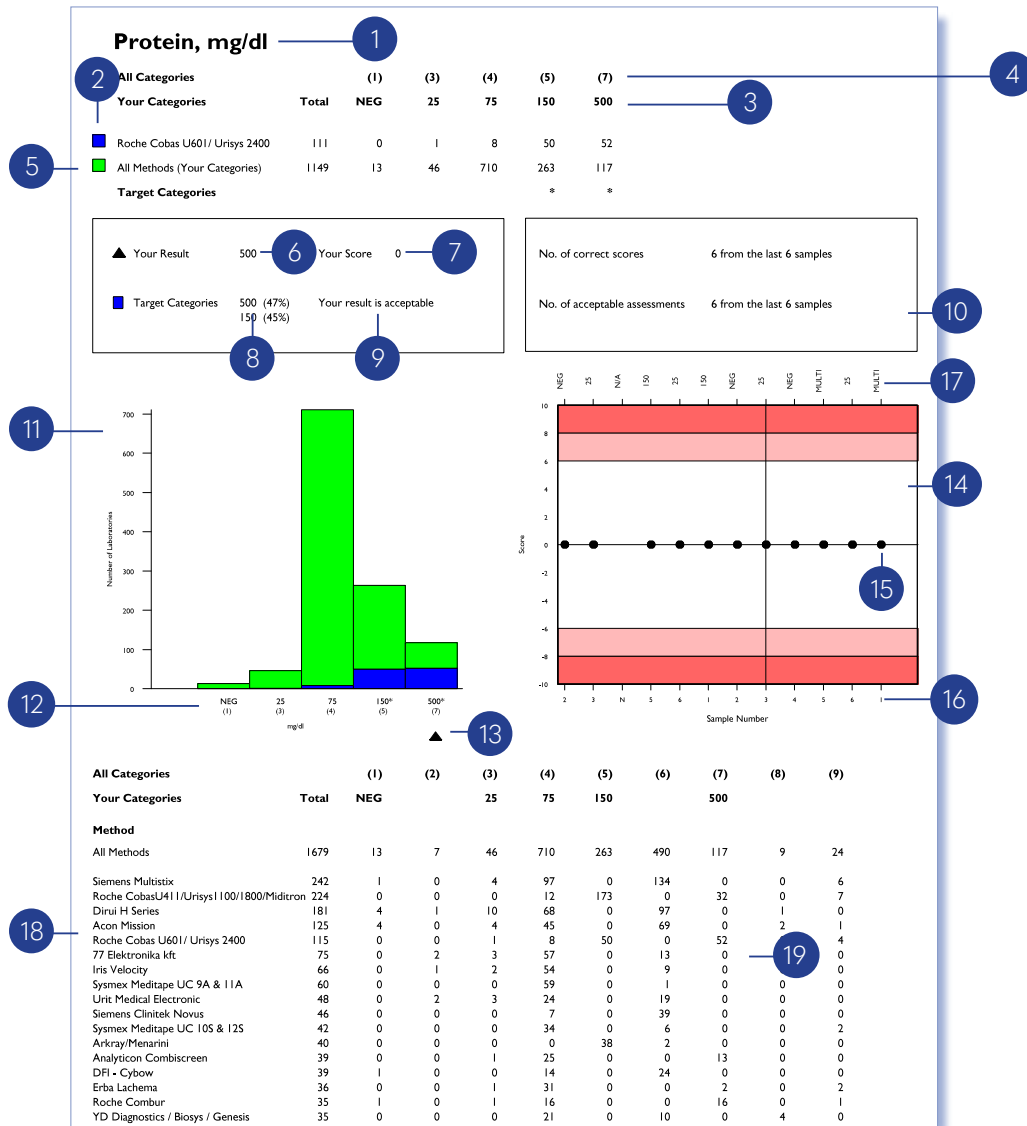 Protein, mg/dl
1
All Categories (1) (3) (4) (5) (7)
4
2
Your Categories Total NEG 25 75 150 500
3
Roche Cobas U601/ Urisys 2400 111 0 1 8 50 52
5
All Methods (Your Categories) 1149 13 46 710 263 117
Target Categories * *
Your Result 500 6 Your Score 0 7
Target Categories 500 (47%) Your result is acceptable
150 (45%)
8
9
No. of correct scores 6 from the last 6 samples
No. of acceptable assessments 6 from the last 6 samples
10
11
700
600
500
400
300
200
100
0
Number of Laboratories
NEG 25 75 150* 500*
(1) (3) (4) (5) (7)
mg/dl
12
13
NEG 25 N/A 150 25 150 NEG 25 NEG MULTI 25 MULTI
17
10
8
6
4
2
0
-2
-4
-6
-8
-10
Score
14
15
2 3 N 5 6 1 2 3 4 5 6 1
16
Sample Number
All Categories (1) (2) (3) (4) (5) (6) (7) (8) (9)
Your Categories Total NEG 25 75 150 500
Method
All Methods 1679 13 7 46 710 263 490 117 9 24
Siemens Multistix 242 1 0 4 97 0 134 0 0 6
Roche CobasU411/Urisys1100/1800/Miditron 224 0 0 0 12 173 0 32 0 7
Dirui H Series 181 4 1 10 68 0 97 0 1 0
Acon Mission 125 4 0 4 45 0 69 0 2 1
18
Roche Cobas U601/ Urisys 2400 115 0 0 1 8 50 0 52 4
77 Elektronika kft 75 0 2 3 57 0 13 0 0
19
Iris Velocity 66 0 1 2 54 0 9 0 0 0
Sysmex Meditape UC 9A & 11A 60 0 0 0 59 0 1 0 0 0
Urit Medical Electronic 48 0 2 3 24 0 19 0 0 0
Siemens Clinitek Novus 46 0 0 0 7 0 39 0 0 0
Sysmex Meditape UC 10S & 12S 42 0 0 0 34 0 6 0 0 2
Arkray/Menarini 40 0 0 0 0 38 2 0 0 0
Analyticon Combiscreen 39 0 0 1 25 0 0 13 0 0
DFI - Cybow 39 1 0 0 14 0 24 0 0 0
Erba Lachema 36 0 0 1 31 0 0 2 0 2
Roche Combur 35 1 0 1 16 0 0 16 0 1
YD Diagnostics / Biosys / Genesis 35 0 0 0 21 0 10 0 4 0